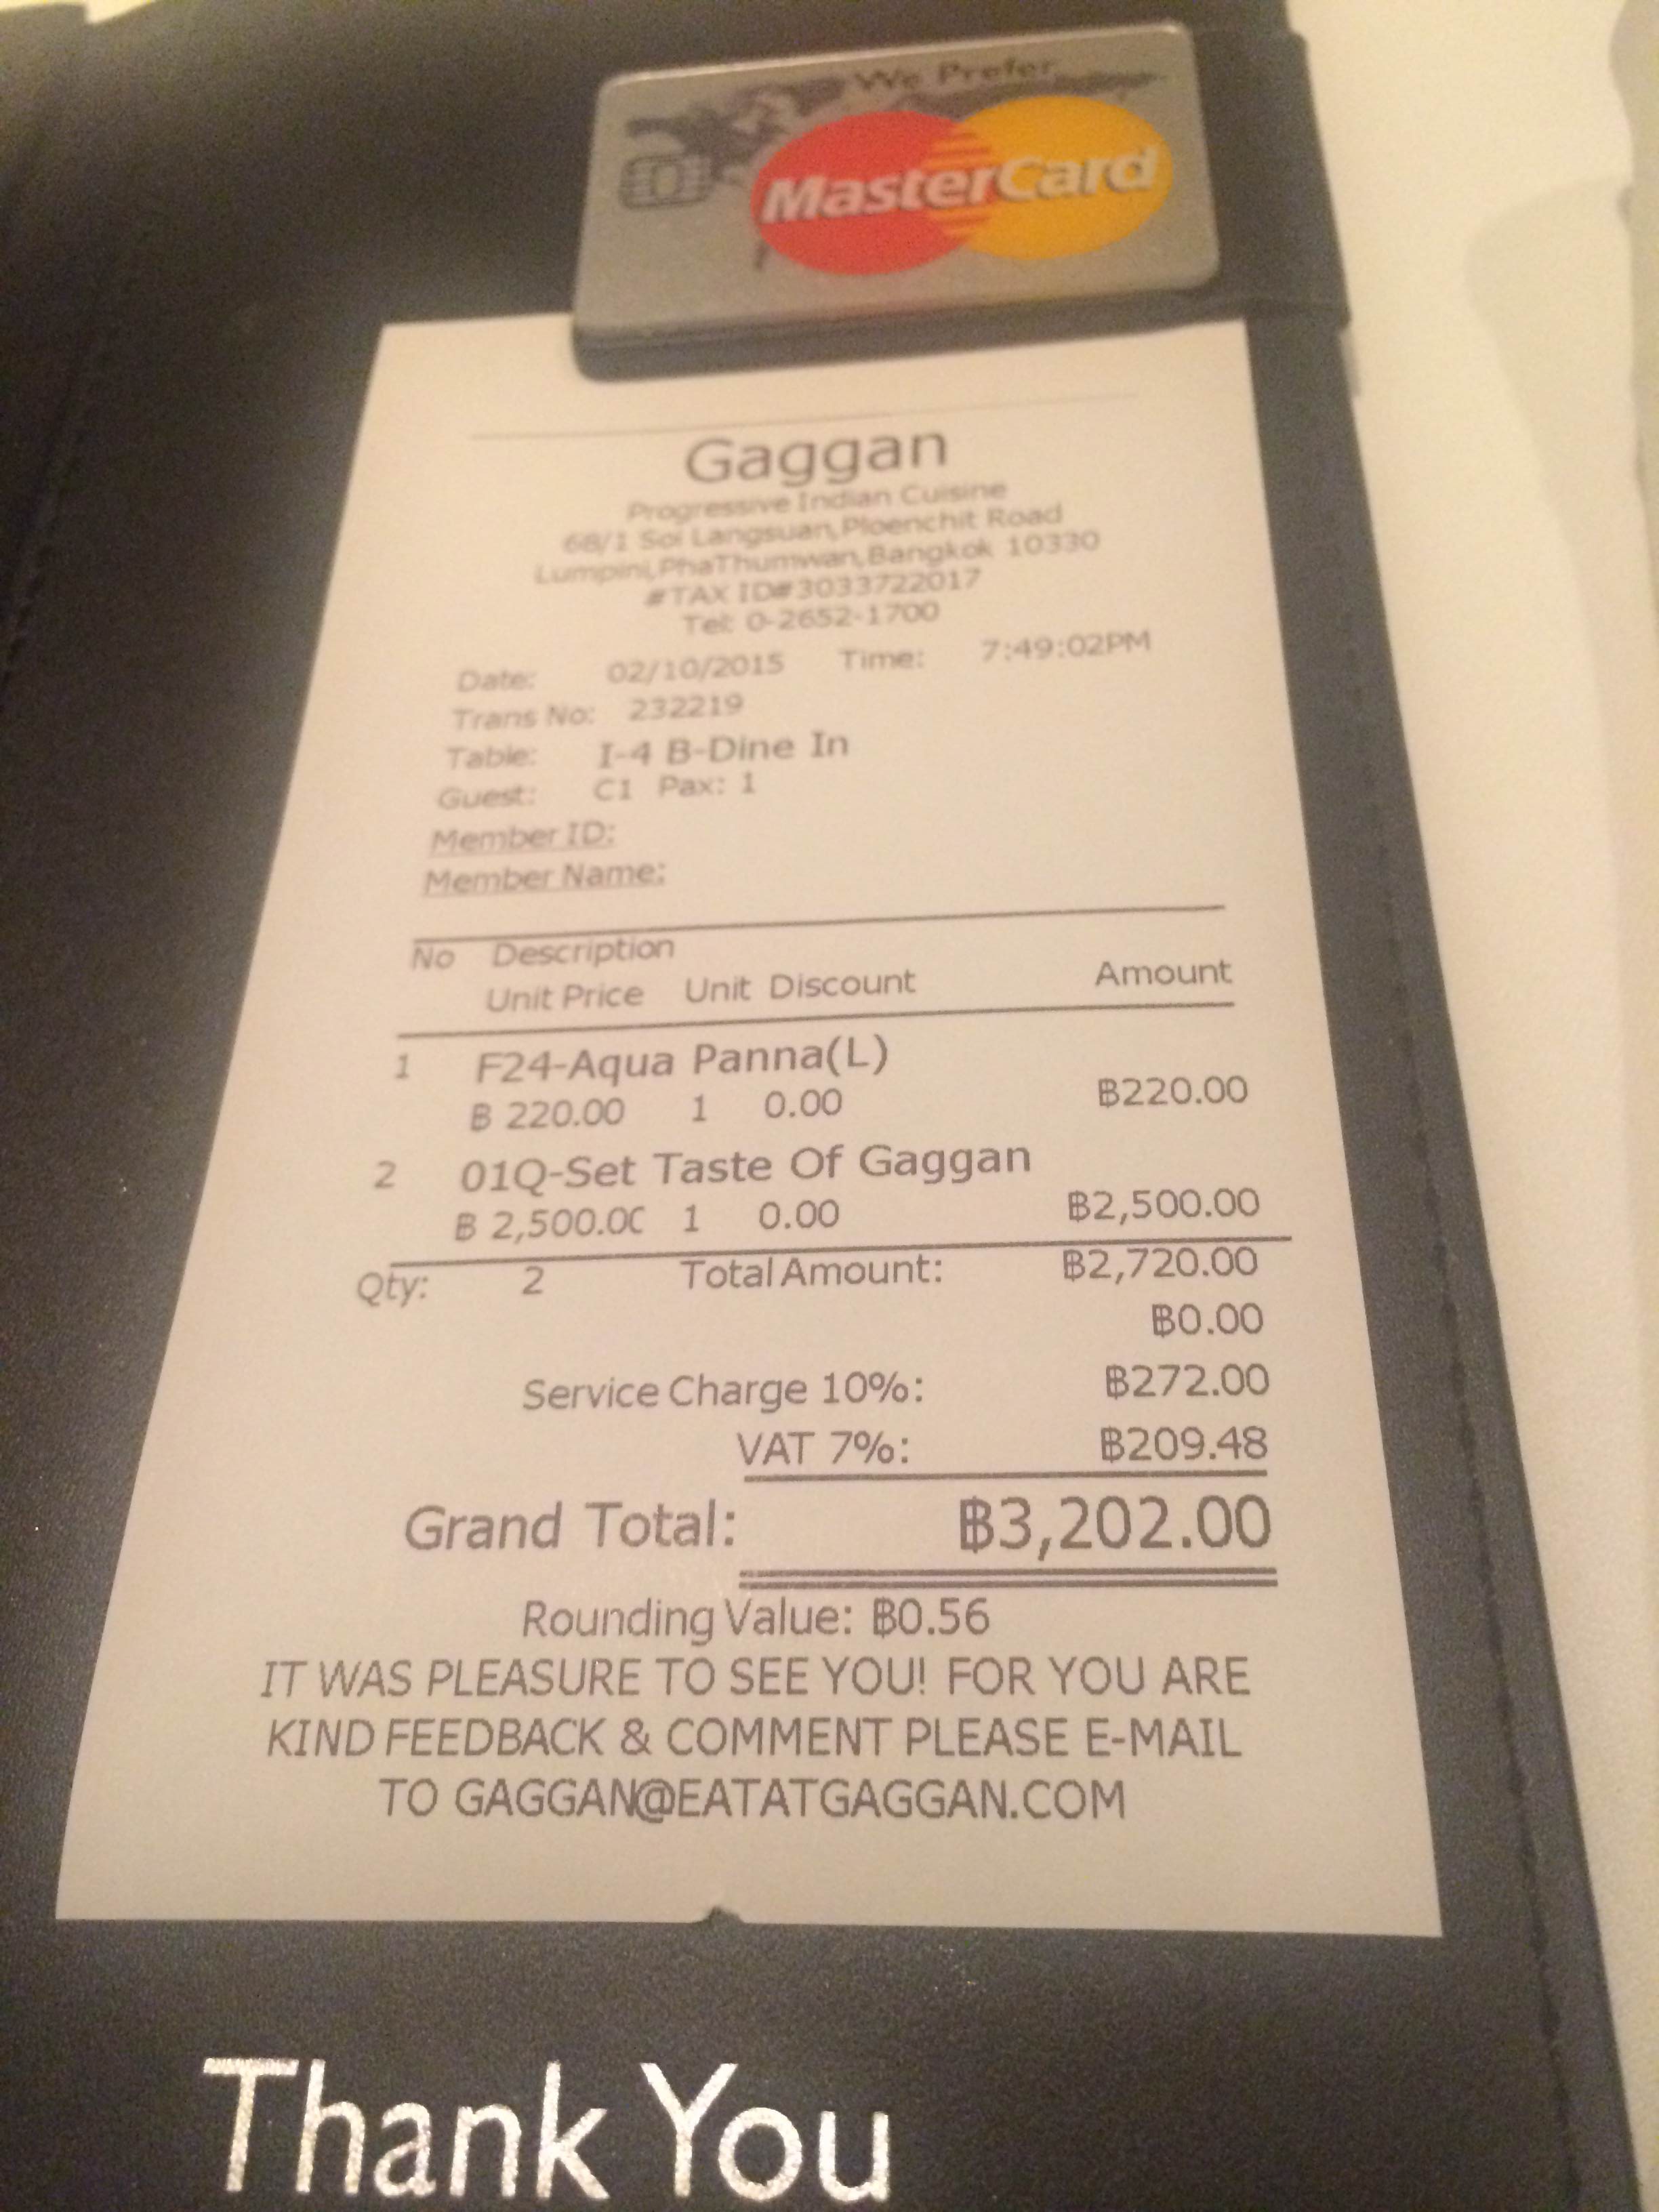 We Prefer
MasterCard
Gaggan
Progressive Indian Cuisine
68/1 Soi Langsuan,Ploenchit Road
Lumpini,PhaThumwan,Bangkok 10330
#TAX ID#3033722017
Tel: 0-2652-1700
Date: 02/10/2015 Time: 7:49:02PM
Trans No: 232219
Table: I-4 B-Dine In
Guest: C1 Pax: 1
Member ID:
Member Name:
No Description
Unit Price Unit Discount Amount
1 F24-Aqua Panna(L)
฿ 220.00 1 0.00 ฿220.00
2 01Q-Set Taste Of Gaggan
฿ 2,500.00 1 0.00 ฿2,500.00
Qty: 2 Total Amount: ฿2,720.00
฿0.00
Service Charge 10%: ฿272.00
VAT 7%: ฿209.48
Grand Total: ฿3,202.00
Rounding Value: ฿0.56
IT WAS PLEASURE TO SEE YOU! FOR YOU ARE
KIND FEEDBACK & COMMENT PLEASE E-MAIL
TO GAGGAN@EATATGAGGAN.COM
Thank You